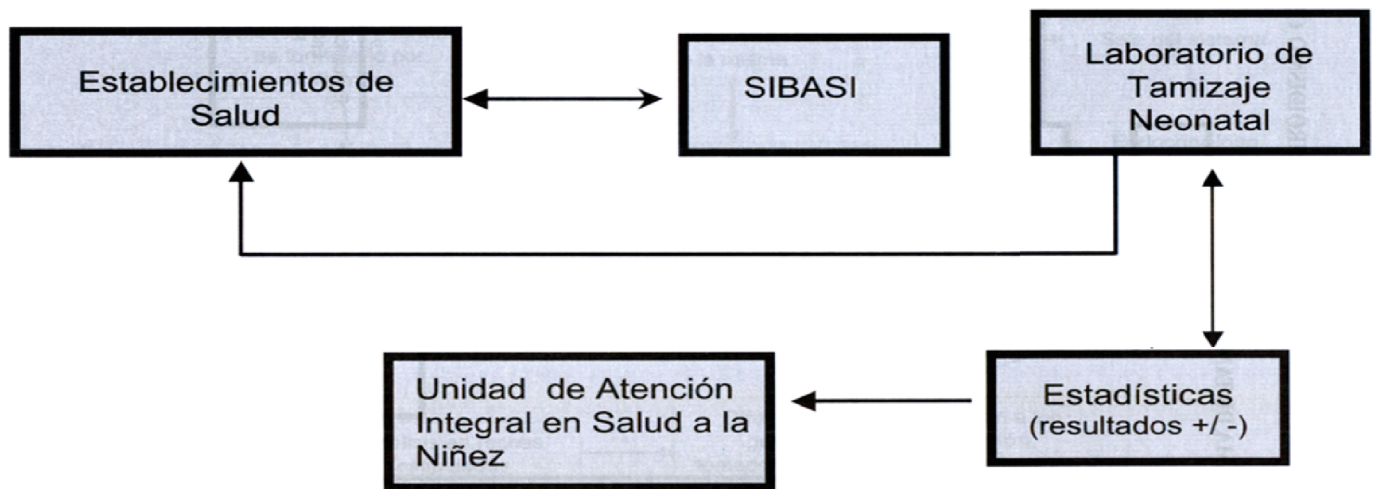 Establecimientos de
Salud
SIBASI
Laboratorio de
Tamizaje
Neonatal
Unidad de Atención
Integral en Salud a la
Niñez
Estadísticas
(resultados +/ -)